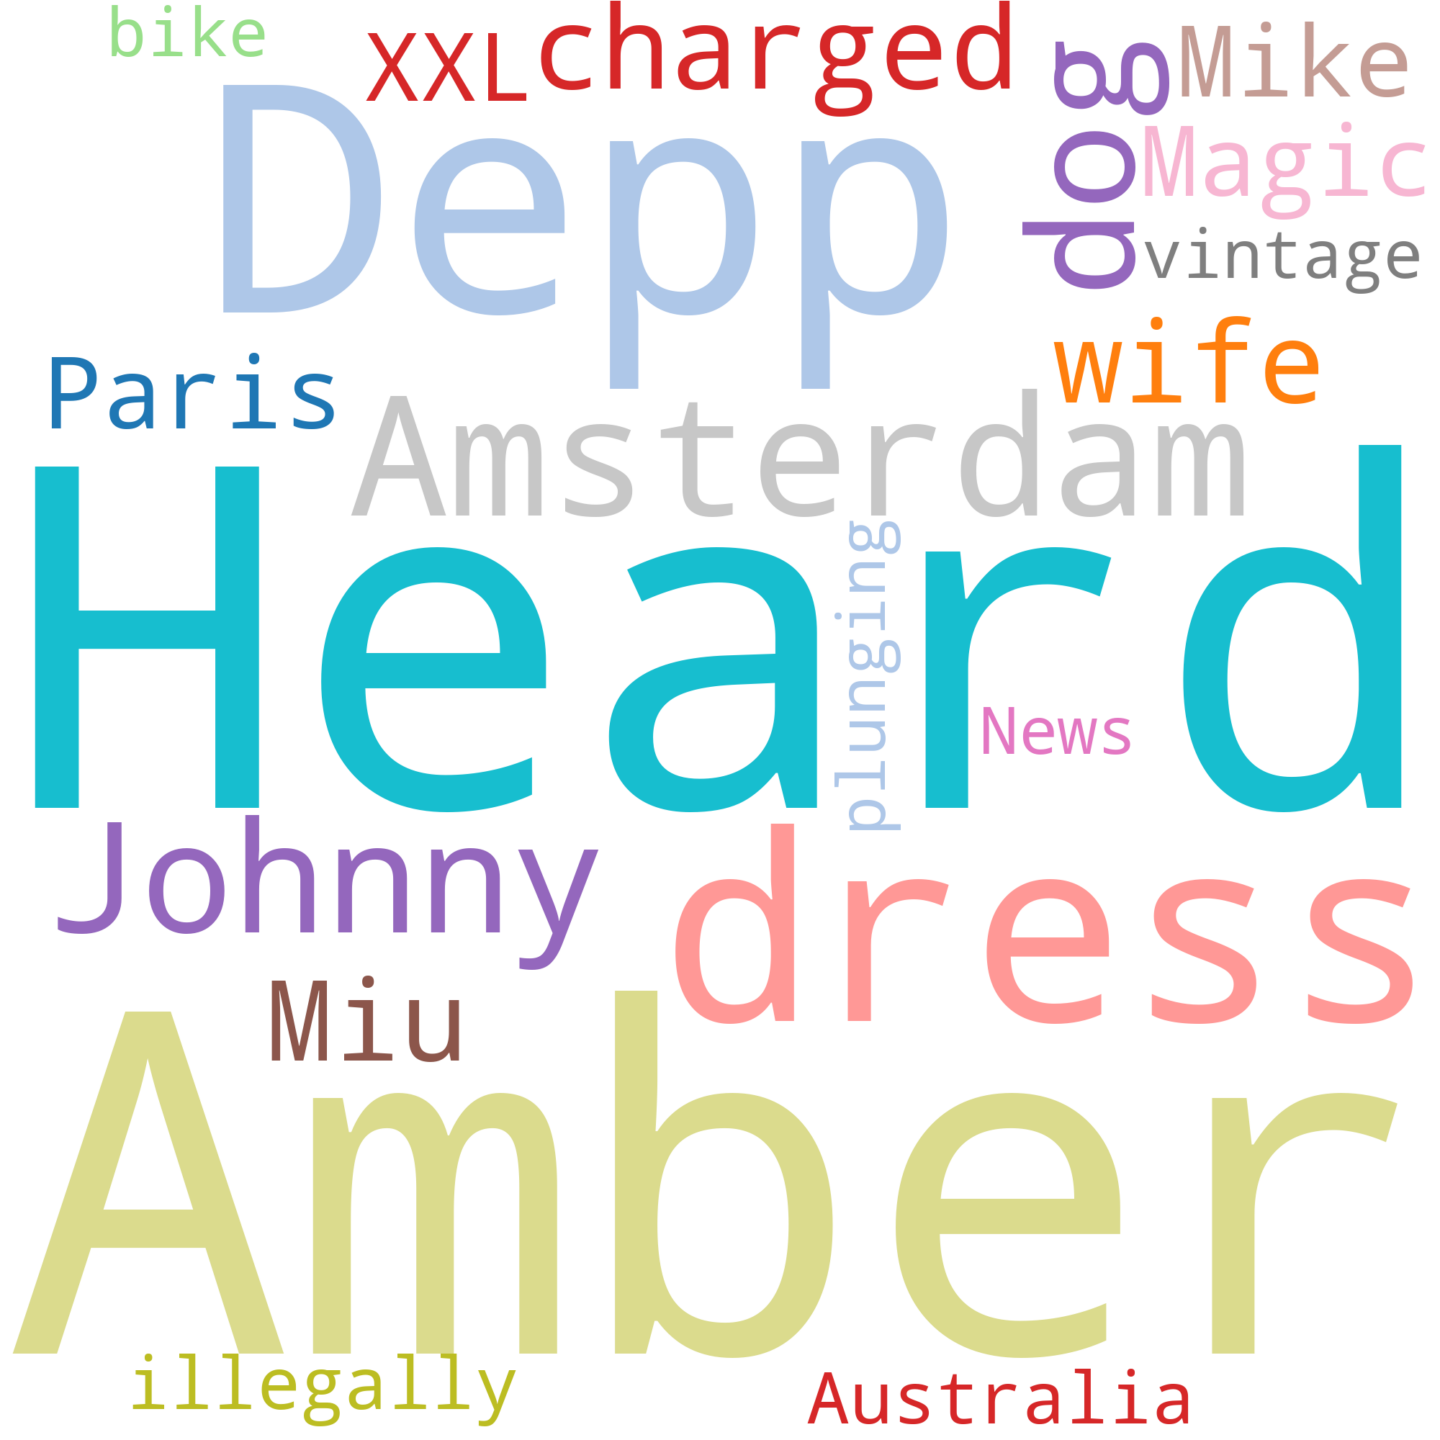 bike
XXL
charged
dog
Mike
Depp
Magic
vintage
Paris
wife
Amsterdam
Heard
plunging
News
Johnny
dress
Miu
Amber
illegally
Australia